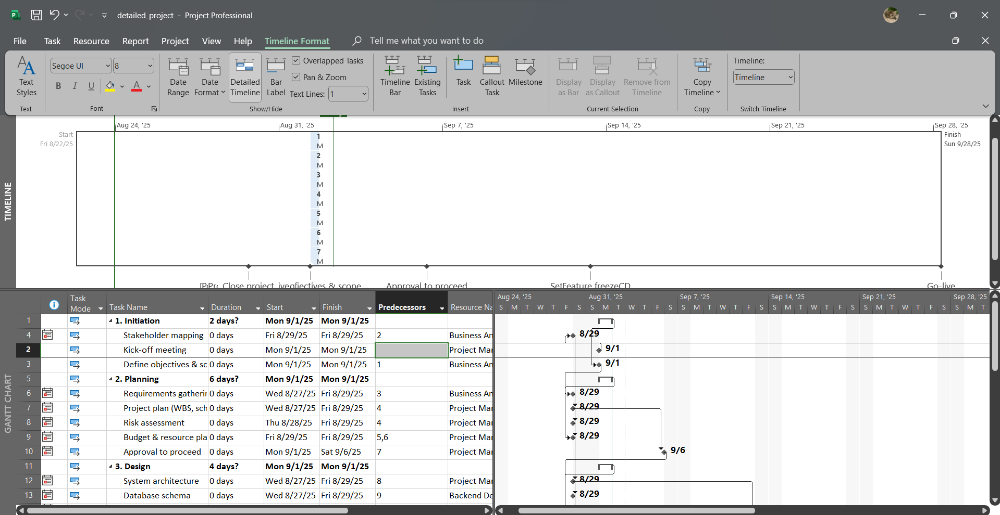 detailed_project - Project Professional
File Task Resource Report Project View Help Timeline Format Tell me what you want to do
Text Styles
Text
Segoe UI 8
B I U A
Font
Date Range
Date Format
Detailed Timeline
Bar Label
Overlapped Tasks
Pan & Zoom
Text Lines: 1
Show/Hide
Timeline Bar
Existing Tasks
Task
Callout Task
Milestone
Insert
Display as Bar
Display as Callout
Remove from Timeline
Current Selection
Copy Timeline
Copy
Timeline:
Timeline
Switch Timeline
TIMELINE
Aug 24, '25 Aug 31, '25 Sep 7, '25 Sep 14, '25 Sep 21, '25 Sep 28, '25
Start
Fri 8/22/25
Finish
Sun 9/28/25
1
M
2
M
3
M
4
M
5
M
6
M
7
M
Close project Approval to proceed Go-live
GANTT CHART
Task Mode Task Name Duration Start Finish Predecessors Resource Na
1 1. Initiation 2 days? Mon 9/1/25 Mon 9/1/25
4 Stakeholder mapping 0 days Fri 8/29/25 Fri 8/29/25 2 Business An
2 Kick-off meeting 0 days Mon 9/1/25 Mon 9/1/25 Project Mar
3 Define objectives & sc 0 days Mon 9/1/25 Mon 9/1/25 1 Business An
5 2. Planning 6 days? Mon 9/1/25 Mon 9/1/25
6 Requirements gatherin 0 days Wed 8/27/25 Fri 8/29/25 3 Business An
7 Project plan (WBS, sch 0 days Wed 8/27/25 Fri 8/29/25 4 Project Mar
8 Risk assessment 0 days Thu 8/28/25 Fri 8/29/25 4 Project Mar
9 Budget & resource pla 0 days Fri 8/29/25 Fri 8/29/25 5,6 Project Mar
10 Approval to proceed 0 days Mon 9/1/25 Sat 9/6/25 7 Project Mar
11 3. Design 4 days? Mon 9/1/25 Mon 9/1/25
12 System architecture 0 days Wed 8/27/25 Fri 8/29/25 8 Project Mar
13 Database schema 0 days Wed 8/27/25 Fri 8/29/25 9 Backend De
Aug 24, '25 Aug 31, '25 Sep 7, '25 Sep 14, '25 Sep 21, '25 Sep 28, '25
S M T W T F S S M T W T F S S M T W T F S S M T W T F S S M T W T F S S M T
8/29
9/1
9/1
8/29
8/29
8/29
8/29
9/6
8/29
8/29